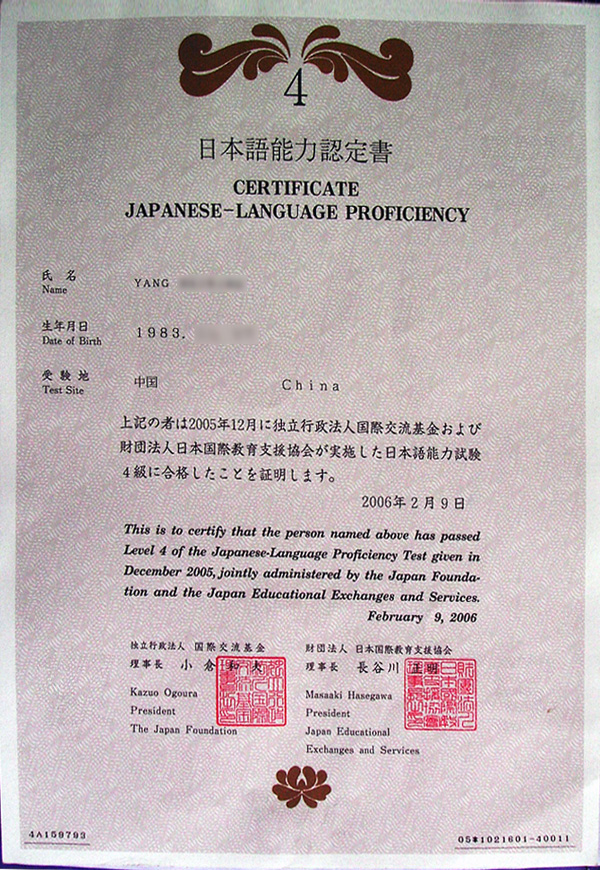 4
日本語能力認定書
CERTIFICATE
JAPANESE-LANGUAGE PROFICIENCY
氏名
Name
YANG
生年月日
Date of Birth
1983.
受験地
Test Site
中国 China
上記の者は2005年12月に独立行政法人国際交流基金および
財団法人日本国際教育支援協会が実施した日本語能力試験
4級に合格したことを証明します。
2006年2月9日
This is to certify that the person named above has passed
Level 4 of the Japanese-Language Proficiency Test given in
December 2005, jointly administered by the Japan Founda-
tion and the Japan Educational Exchanges and Services.
February 9, 2006
独立行政法人 国際交流基金
理事長 小倉和夫
Kazuo Ogoura
President
The Japan Foundation
財団法人 日本国際教育支援協会
理事長 長谷川正明
Masaaki Hasegawa
President
Japan Educational
Exchanges and Services
4A159793
05*1021601-40011